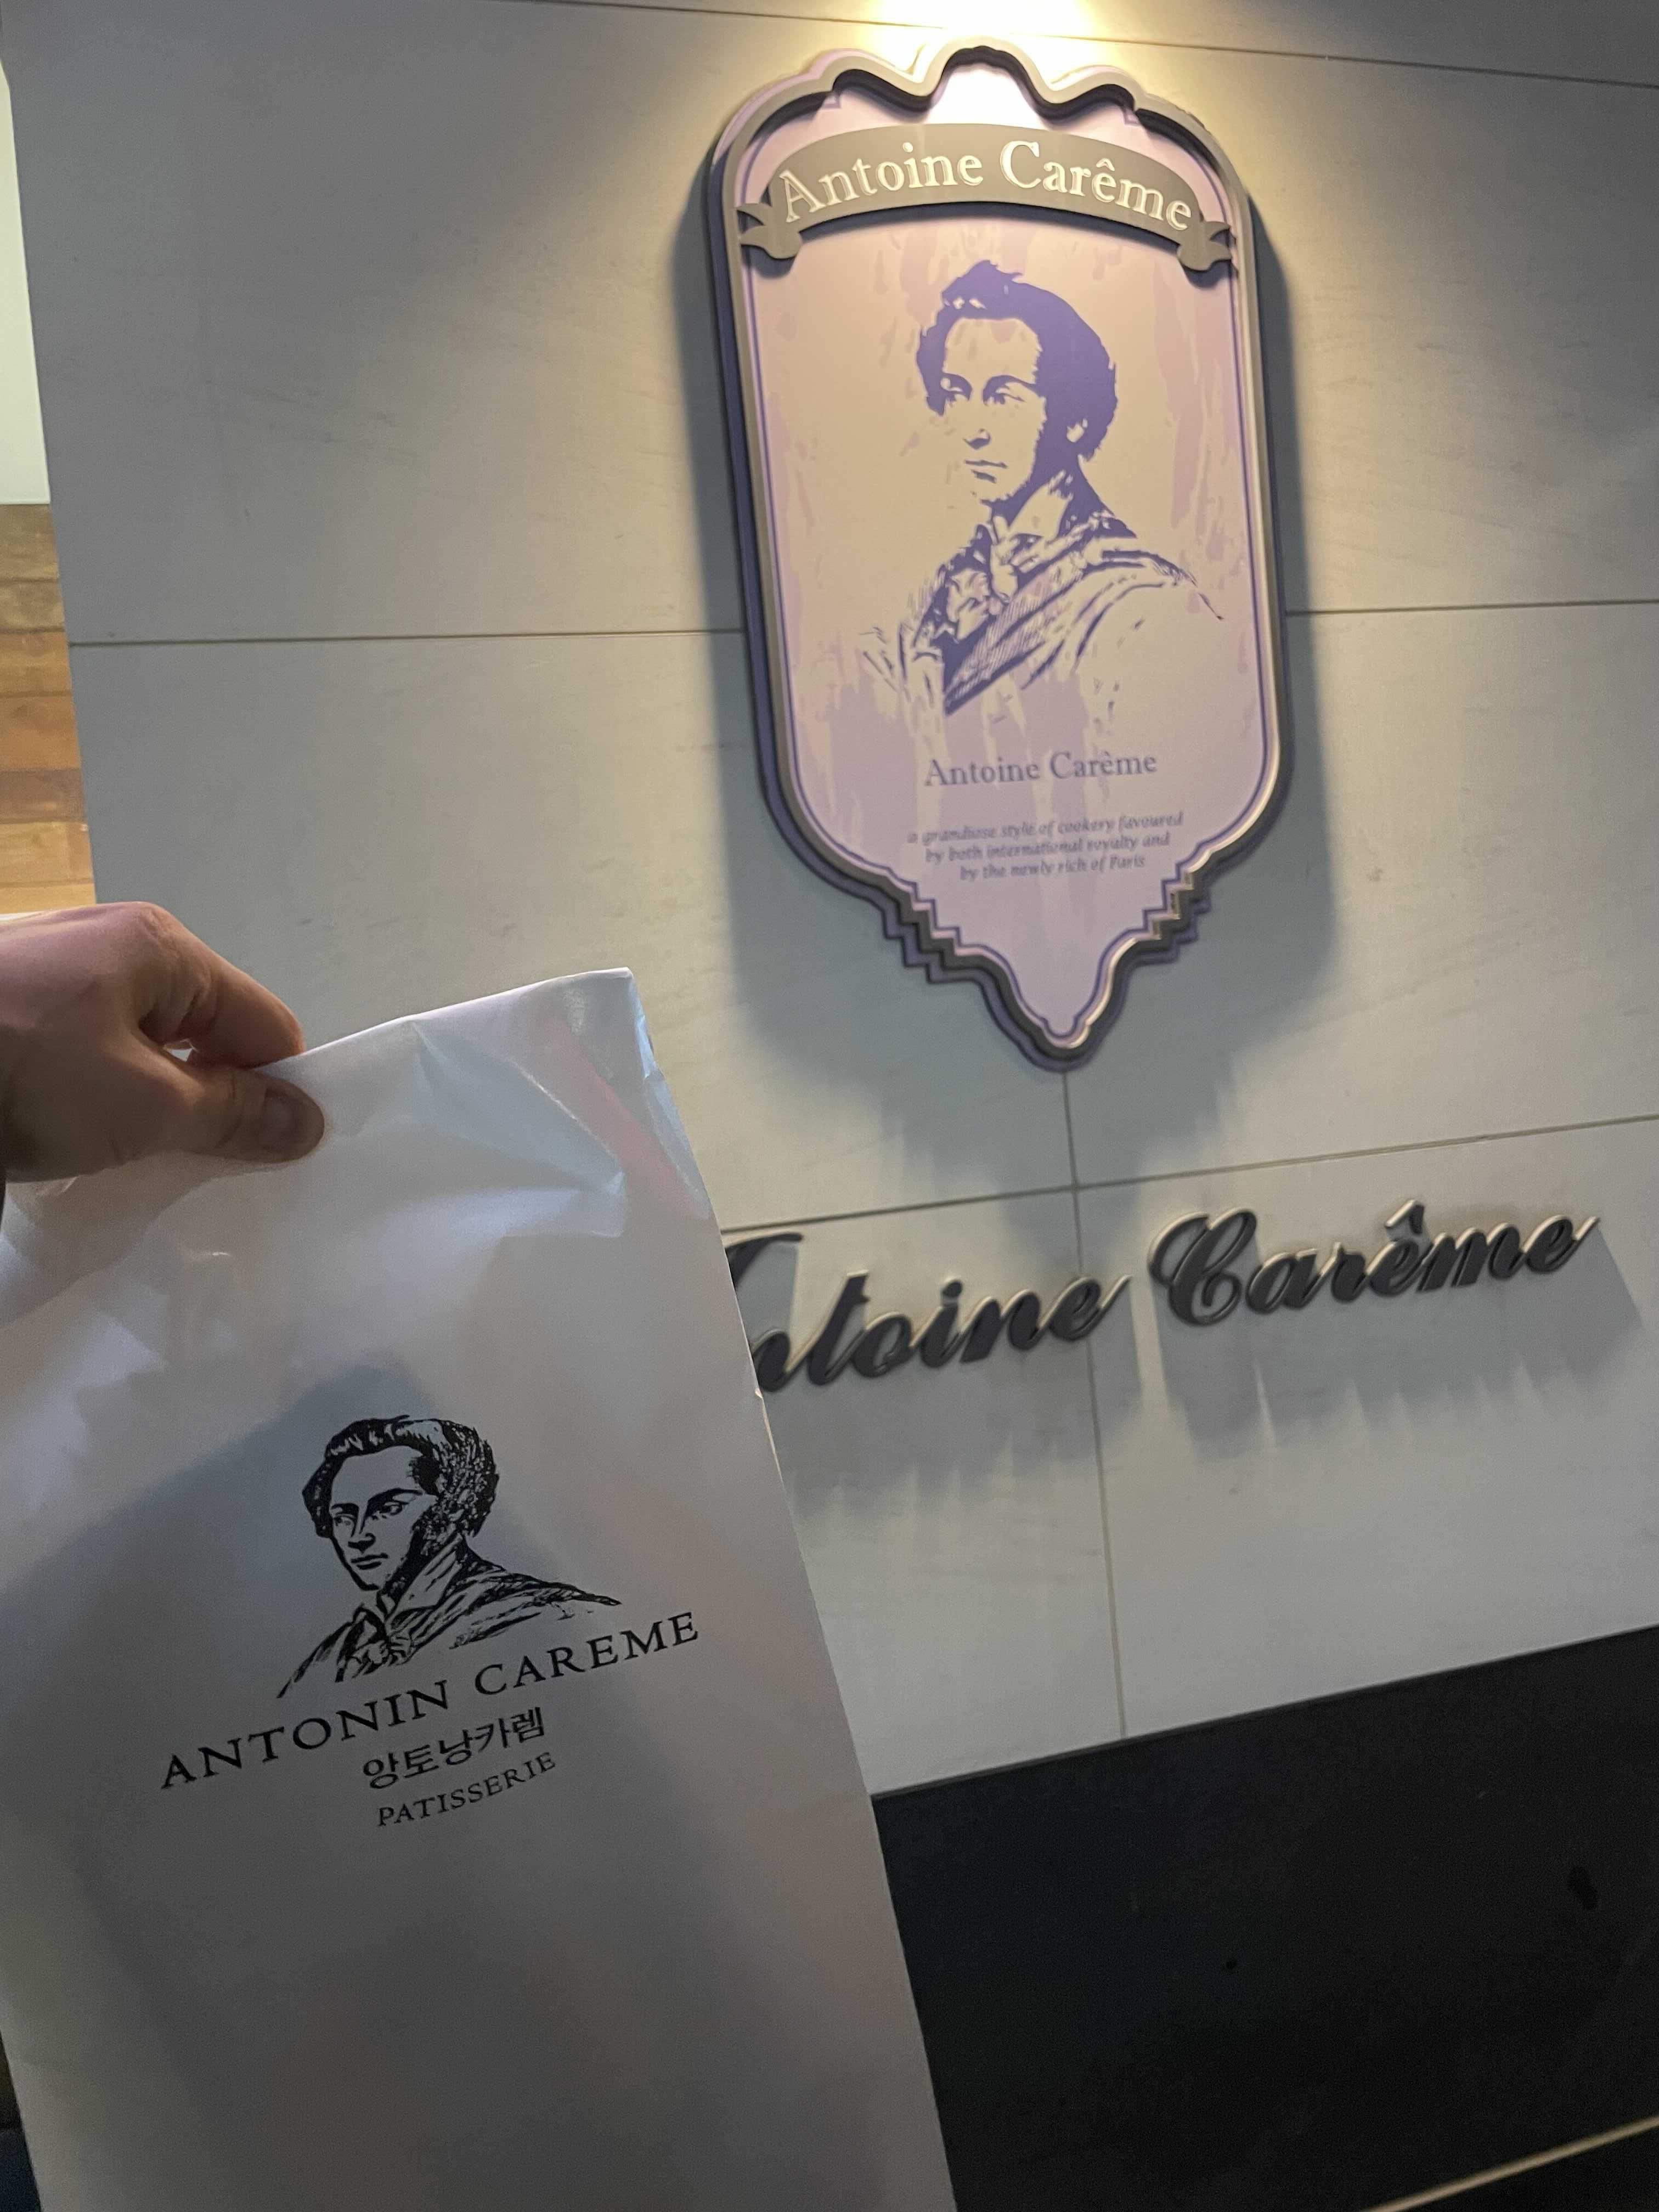 Antoine Carême
Antoine Carême
a grandiose style of cookery favoured
by both international royalty and
by the newly rich of Paris
Antoine Carême
ANTONIN CAREME
앙토낭카렘
PATISSERIE